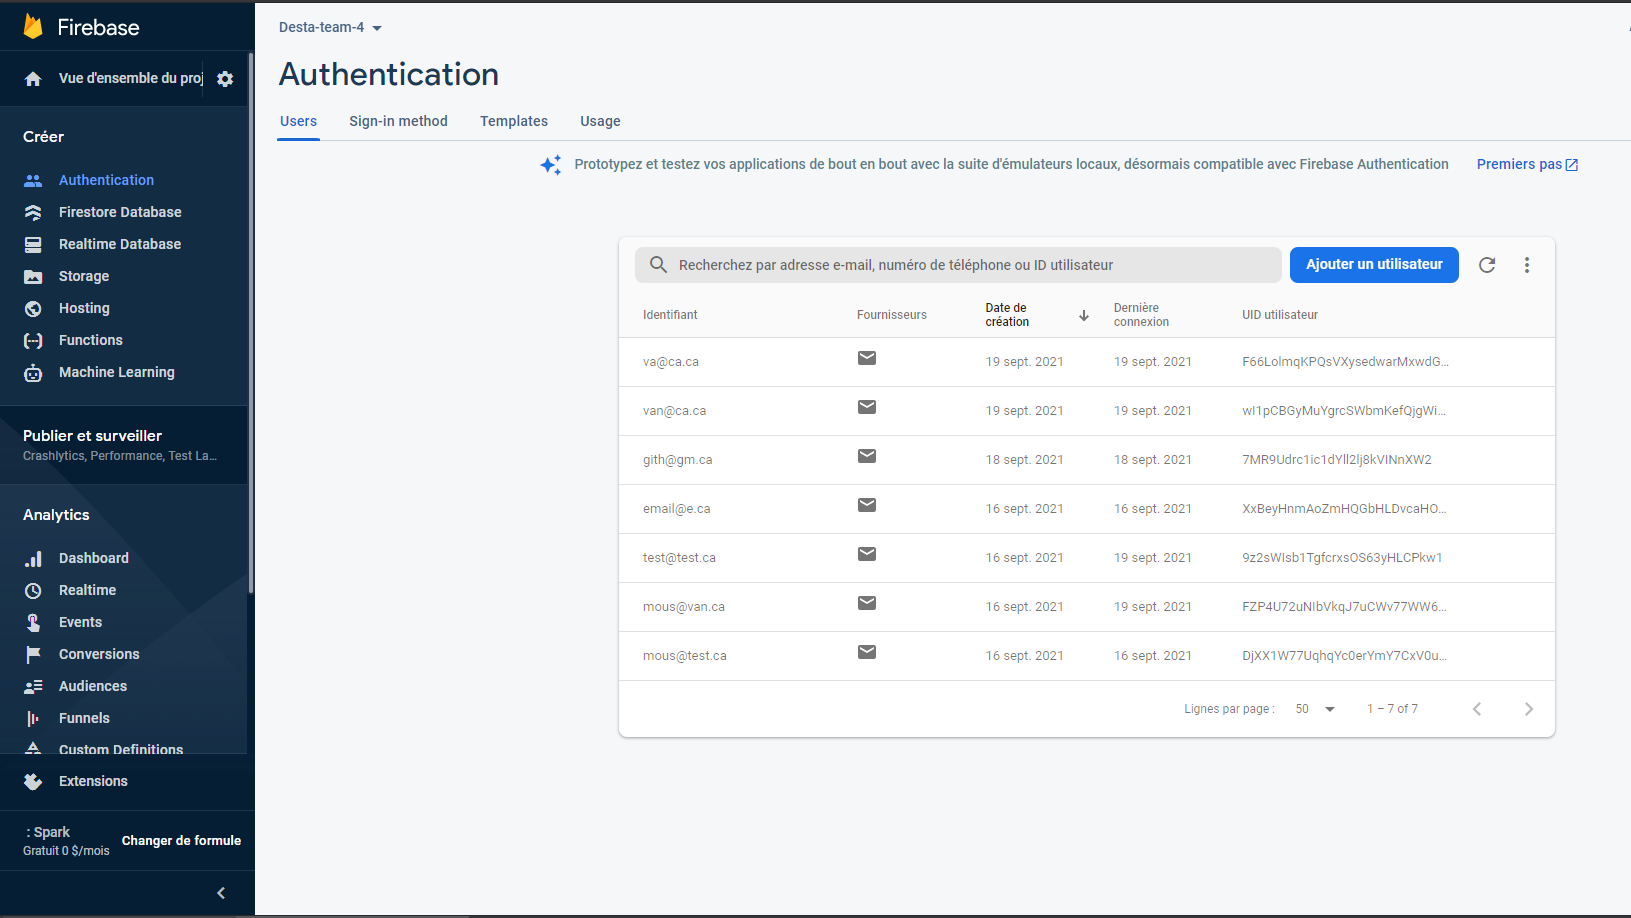 Firebase
Vue d'ensemble du proj
Créer
Authentication
Firestore Database
Realtime Database
Storage
Hosting
Functions
Machine Learning
Publier et surveiller
Crashlytics, Performance, Test La...
Analytics
Dashboard
Realtime
Events
Conversions
Audiences
Funnels
Custom Definitions
Extensions
: Spark
Gratuit 0 $/mois
Changer de formule
Desta-team-4
Authentication
Users Sign-in method Templates Usage
Prototypez et testez vos applications de bout en bout avec la suite d'émulateurs locaux, désormais compatible avec Firebase Authentication Premiers pas
Recherchez par adresse e-mail, numéro de téléphone ou ID utilisateur Ajouter un utilisateur
Identifiant Fournisseurs Date de création Dernière connexion UID utilisateur
va@ca.ca 19 sept. 2021 19 sept. 2021 F66LolmqKPQsVXysedwarMxwdG...
van@ca.ca 19 sept. 2021 19 sept. 2021 wI1pCBGyMuYgrcSWbmKefQjgWi...
gith@gm.ca 18 sept. 2021 18 sept. 2021 7MR9Udrc1ic1dYll2lj8kVINnXW2
email@e.ca 16 sept. 2021 16 sept. 2021 XxBeyHnmAoZmHQGbHLDvcaHO...
test@test.ca 16 sept. 2021 19 sept. 2021 9z2sWIsb1TgfcrxsOS63yHLCPkw1
mous@van.ca 16 sept. 2021 19 sept. 2021 FZP4U72uNIbVkqJ7uCWv77WW6...
mous@test.ca 16 sept. 2021 16 sept. 2021 DjXX1W77UqhqYc0erYmY7CxV0u...
Lignes par page : 50 1 – 7 of 7